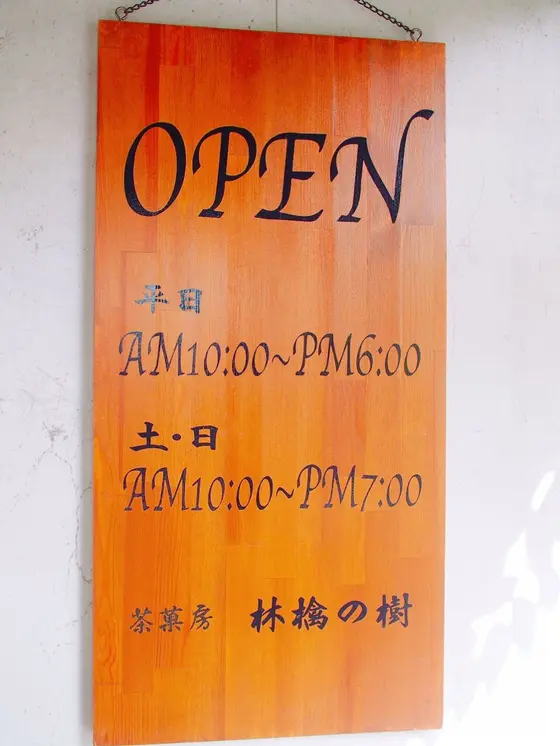 OPEN
平日
AM10:00~PM6:00
土・日
AM10:00~PM7:00
茶菓房 林檎の樹